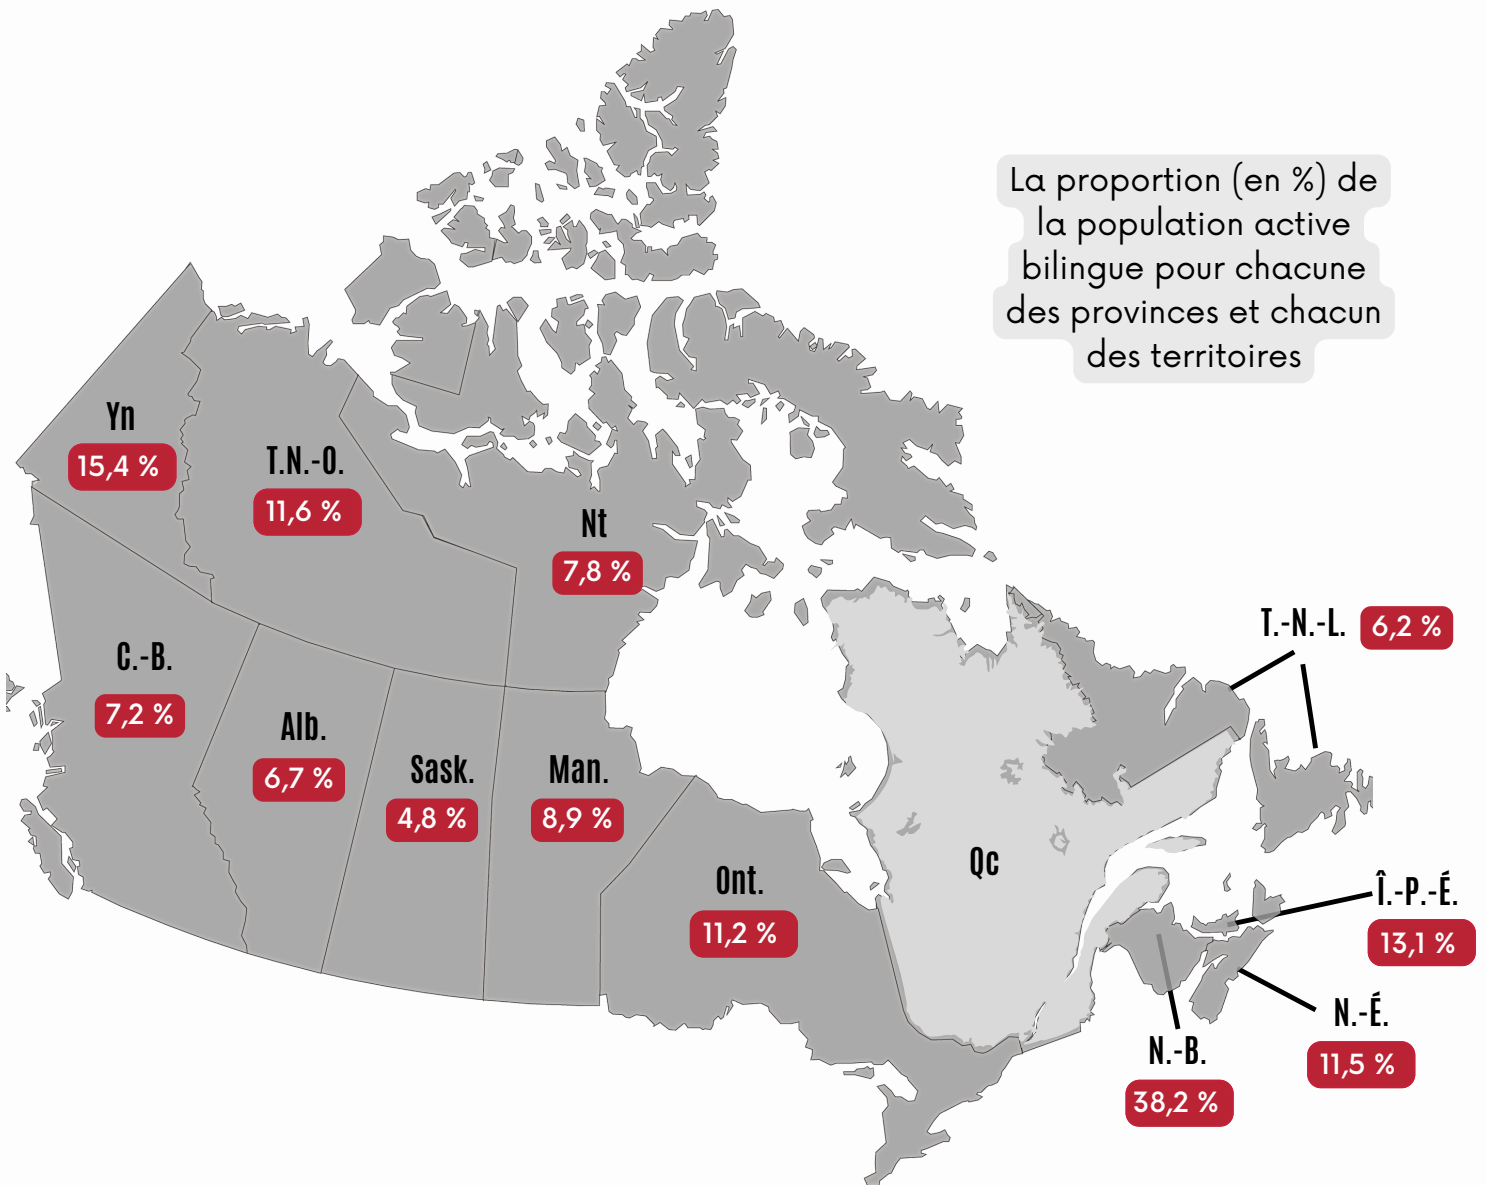 La proportion (en %) de
la population active
bilingue pour chacune
des provinces et chacun
des territoires
Yn
15,4 %
T.N.-O.
11,6 %
Nt
7,8 %
C.-B.
7,2 %
Alb.
6,7 %
Sask.
4,8 %
Man.
8,9 %
Ont.
11,2 %
Qc
T.-N.-L.
6,2 %
Î.-P.-É.
13,1 %
N.-É.
11,5 %
N.-B.
38,2 %